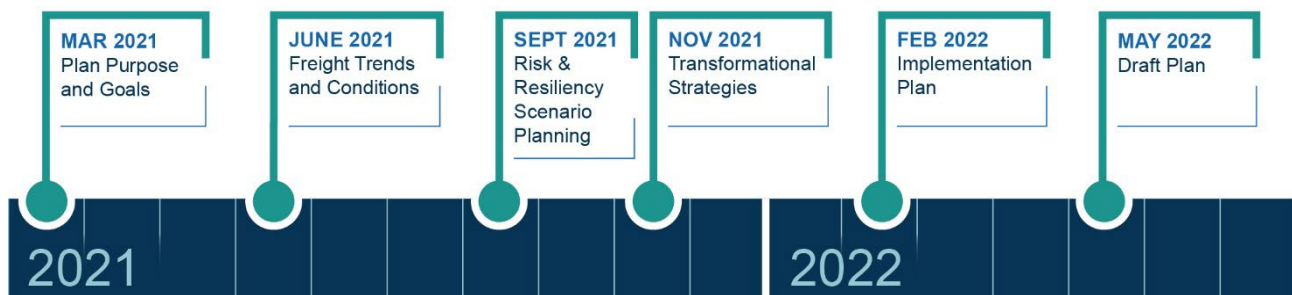 MAR 2021
Plan Purpose
and Goals
JUNE 2021
Freight Trends
and Conditions
SEPT 2021
Risk &
Resiliency
Scenario
Planning
NOV 2021
Transformational
Strategies
FEB 2022
Implementation
Plan
MAY 2022
Draft Plan
2021
2022